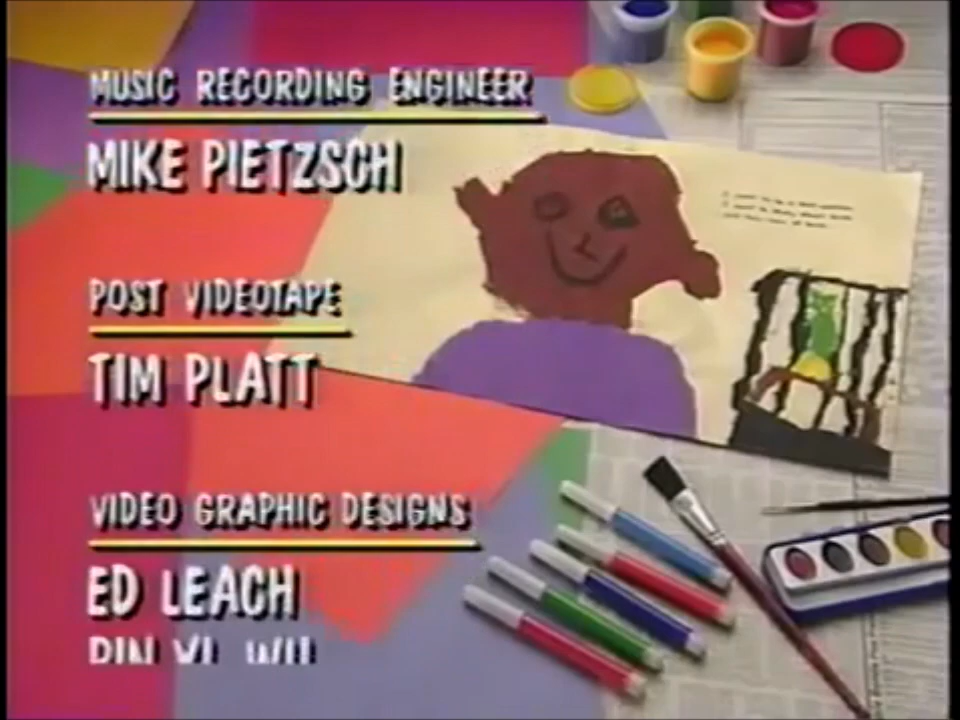 MUSIC RECORDING ENGINEER
MIKE PIETZSCH
POST VIDEOTAPE
TIM PLATT
VIDEO GRAPHIC DESIGNS
ED LEACH